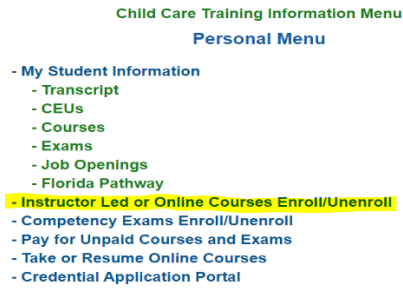 Child Care Training Information Menu
Personal Menu
- My Student Information
- Transcript
- CEUs
- Courses
- Exams
- Job Openings
- Florida Pathway
- Instructor Led or Online Courses Enroll/Unenroll
- Competency Exams Enroll/Unenroll
- Pay for Unpaid Courses and Exams
- Take or Resume Online Courses
- Credential Application Portal